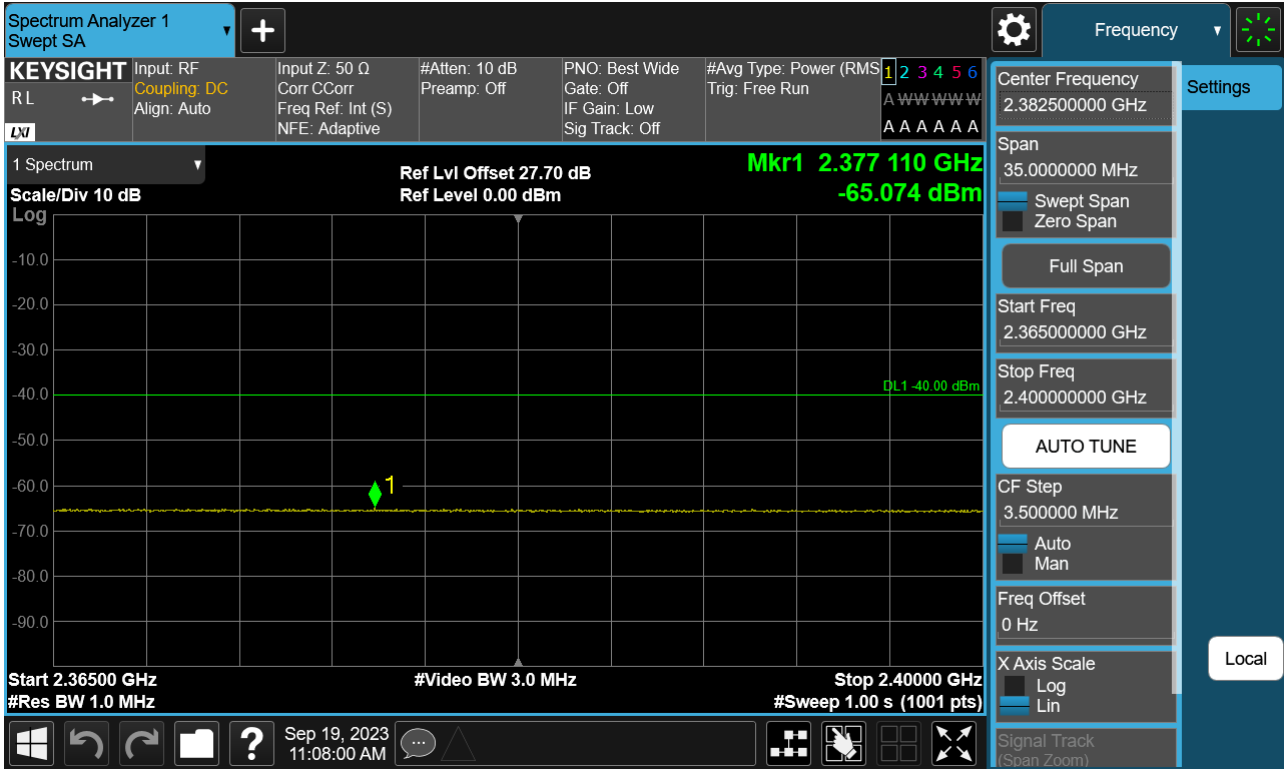 Spectrum Analyzer 1
Swept SA
+
Frequency
KEYSIGHT
R L
LXI
Input: RF
Coupling: DC
Align: Auto
Input Z: 50 Ω
Corr CCorr
Freq Ref: Int (S)
NFE: Adaptive
#Atten: 10 dB
Preamp: Off
PNO: Best Wide
Gate: Off
IF Gain: Low
Sig Track: Off
#Avg Type: Power (RMS
Trig: Free Run
1 2 3 4 5 6
A W W W W W
A A A A A A
1 Spectrum
Scale/Div 10 dB
Log
Ref Lvl Offset 27.70 dB
Ref Level 0.00 dBm
Mkr1 2.377 110 GHz
-65.074 dBm
-10.0
-20.0
-30.0
-40.0
DL1 -40.00 dBm
-50.0
-60.0
1
-70.0
-80.0
-90.0
Start 2.36500 GHz
#Video BW 3.0 MHz
Stop 2.40000 GHz
#Res BW 1.0 MHz
#Sweep 1.00 s (1001 pts)
Center Frequency
2.382500000 GHz
Settings
Span
35.0000000 MHz
Swept Span
Zero Span
Full Span
Start Freq
2.365000000 GHz
Stop Freq
2.400000000 GHz
AUTO TUNE
CF Step
3.500000 MHz
Auto
Man
Freq Offset
0 Hz
X Axis Scale
Log
Lin
Local
Signal Track
(Span Zoom)
?
Sep 19, 2023
11:08:00 AM